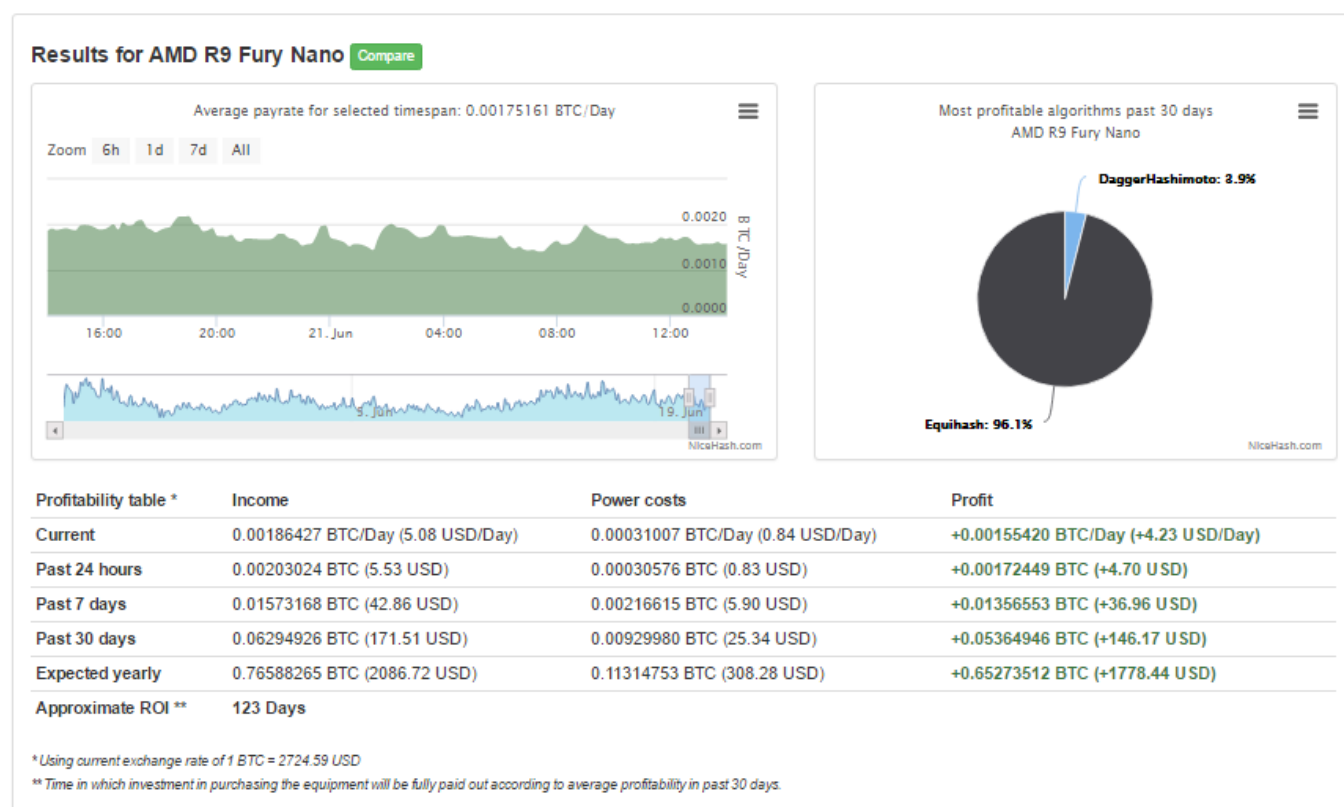 Results for AMD R9 Fury Nano Compare
Average payrate for selected timespan: 0.00175161 BTC/Day
Zoom 6h 1d 7d All
0.0020
0.0010
0.0000
BTC/Day
16:00 20:00 21. Jun 04:00 08:00 12:00
5. Jun 19. Jun
NiceHash.com
Most profitable algorithms past 30 days
AMD R9 Fury Nano
DaggerHashimoto: 3.9%
Equihash: 96.1%
NiceHash.com
Profitability table * Income Power costs Profit
Current 0.00186427 BTC/Day (5.08 USD/Day) 0.00031007 BTC/Day (0.84 USD/Day) +0.00155420 BTC/Day (+4.23 USD/Day)
Past 24 hours 0.00203024 BTC (5.53 USD) 0.00030576 BTC (0.83 USD) +0.00172449 BTC (+4.70 USD)
Past 7 days 0.01573168 BTC (42.86 USD) 0.00216615 BTC (5.90 USD) +0.01356553 BTC (+36.96 USD)
Past 30 days 0.06294926 BTC (171.51 USD) 0.00929980 BTC (25.34 USD) +0.05364946 BTC (+146.17 USD)
Expected yearly 0.76588265 BTC (2086.72 USD) 0.11314753 BTC (308.28 USD) +0.65273512 BTC (+1778.44 USD)
Approximate ROI ** 123 Days
* Using current exchange rate of 1 BTC = 2724.59 USD
** Time in which investment in purchasing the equipment will be fully paid out according to average profitability in past 30 days.